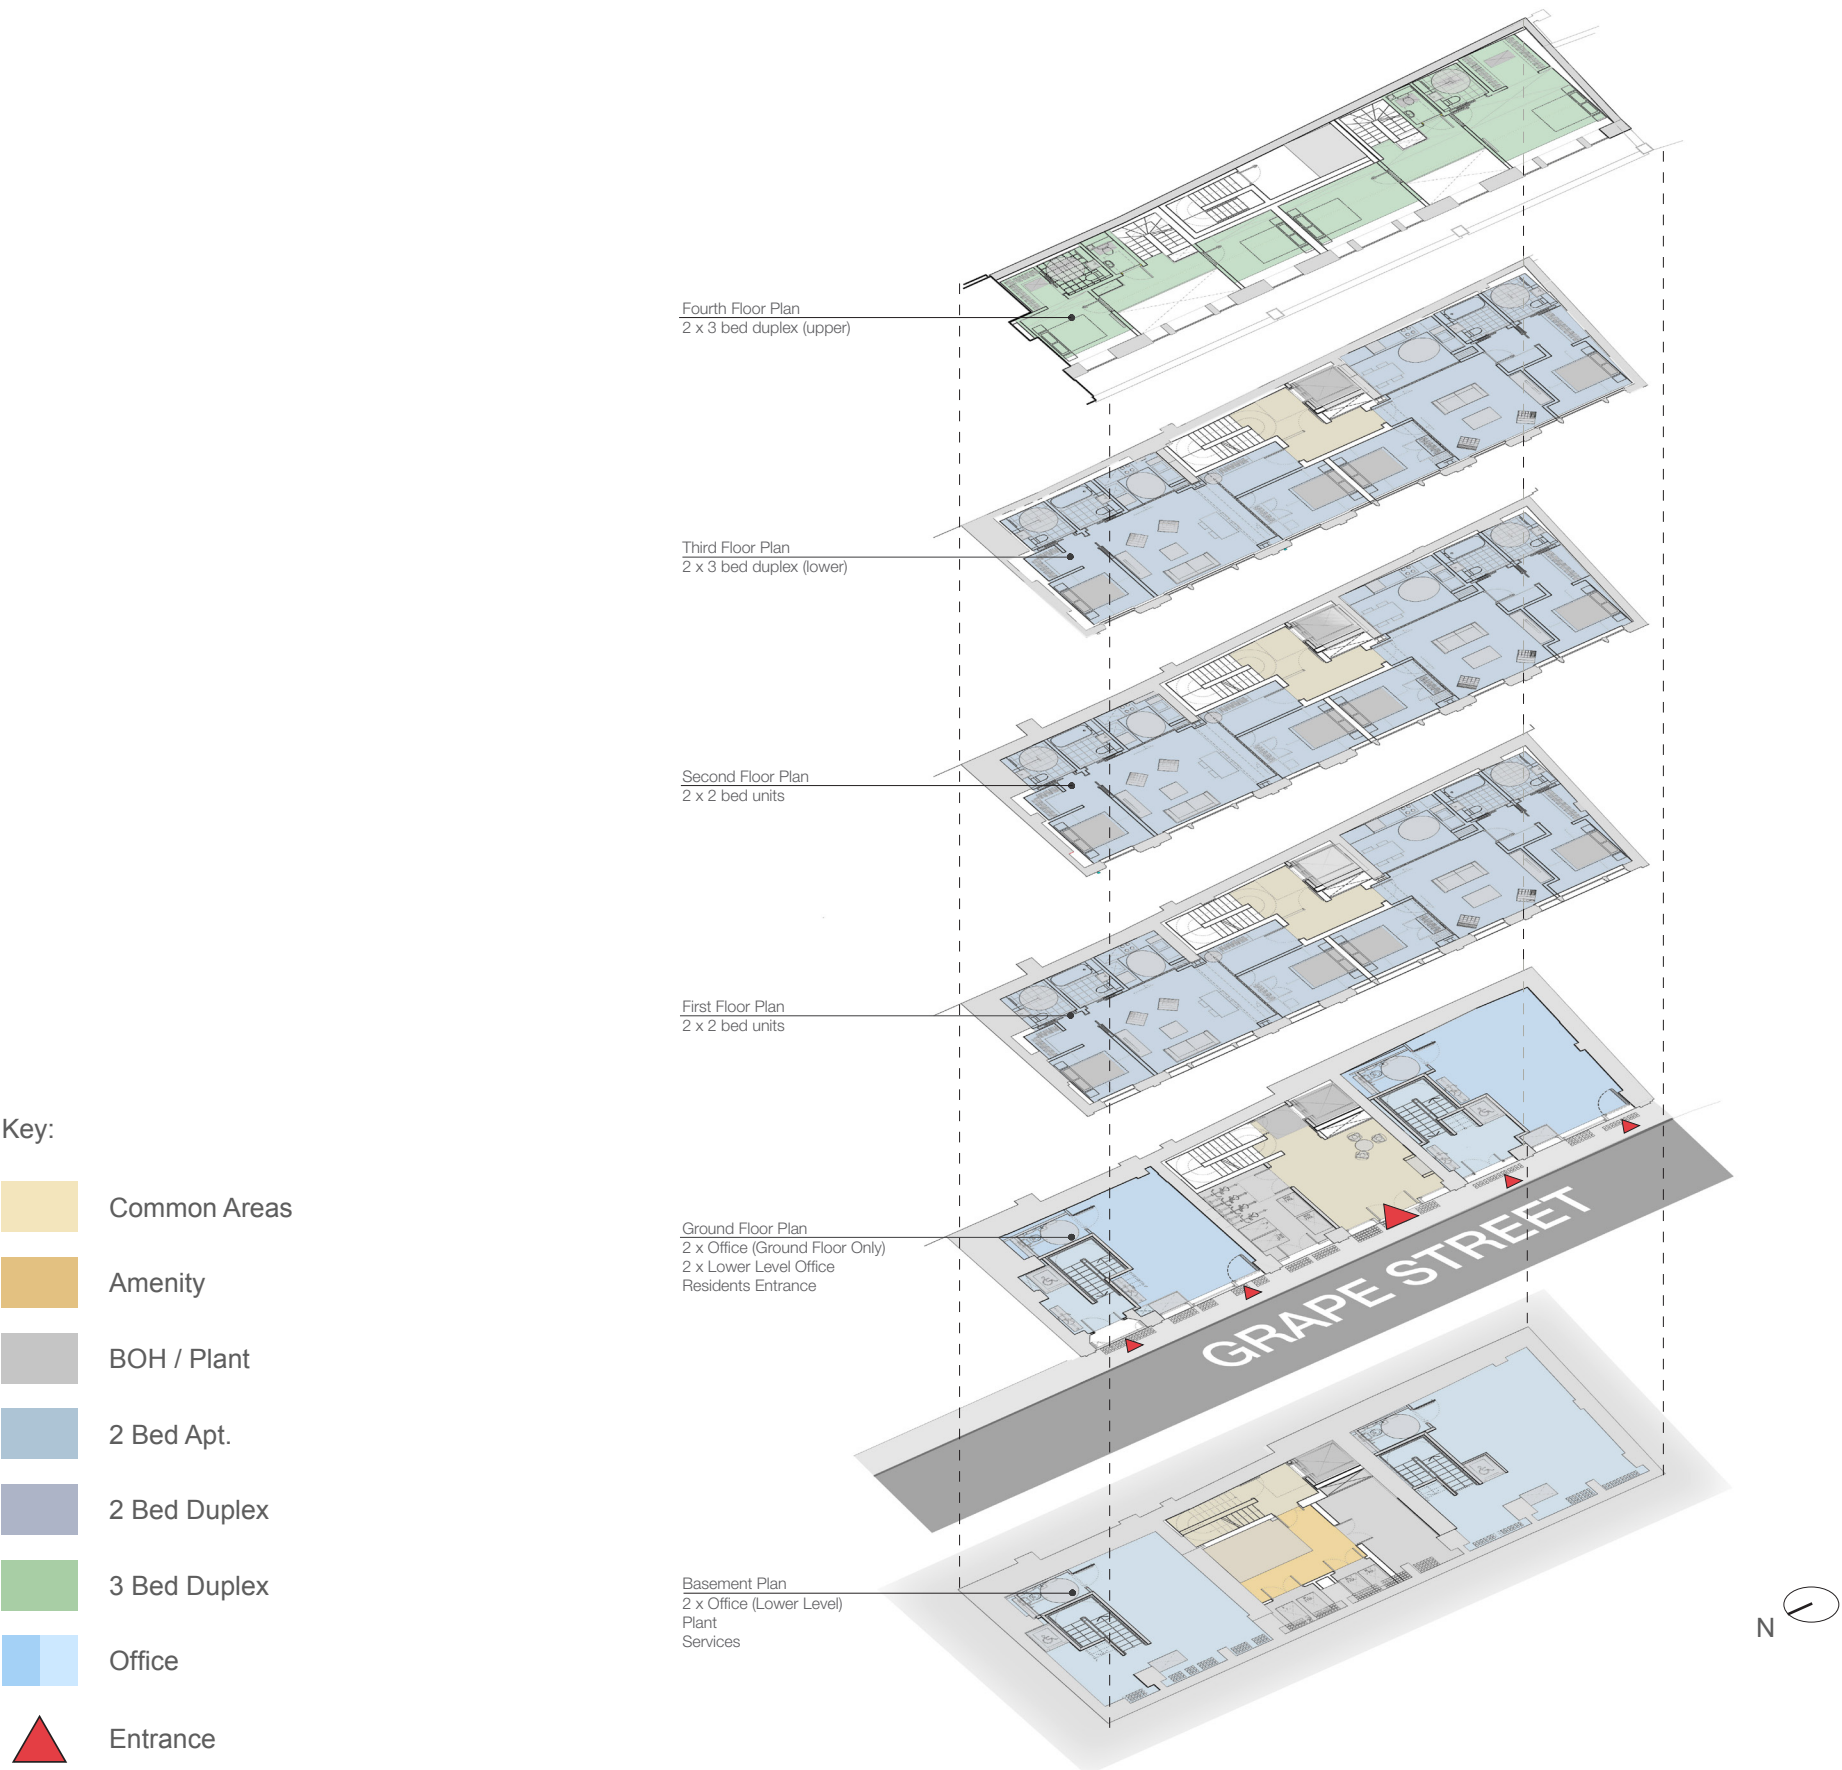 Fourth Floor Plan
2 x 3 bed duplex (upper)
Third Floor Plan
2 x 3 bed duplex (lower)
Second Floor Plan
2 x 2 bed units
First Floor Plan
2 x 2 bed units
Ground Floor Plan
2 x Office (Ground Floor Only)
2 x Lower Level Office
Residents Entrance
GRAPE STREET
Basement Plan
2 x Office (Lower Level)
Plant
Services
Key:
Common Areas
Amenity
BOH / Plant
2 Bed Apt.
2 Bed Duplex
3 Bed Duplex
Office
Entrance
N